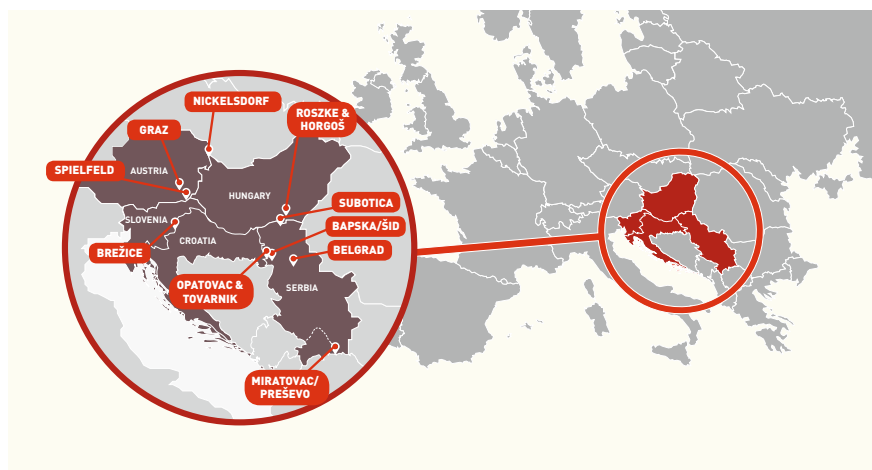 NICKELSDORF
ROSZKE &
HORGOŠ
GRAZ
SPIELFELD
AUSTRIA
HUNGARY
SUBOTICA
SLOVENIA
BAPSKA/ŠID
CROATIA
BREŽICE
BELGRAD
OPATOVAC &
TOVARNIK
SERBIA
MIRATOVAC/
PREŠEVO